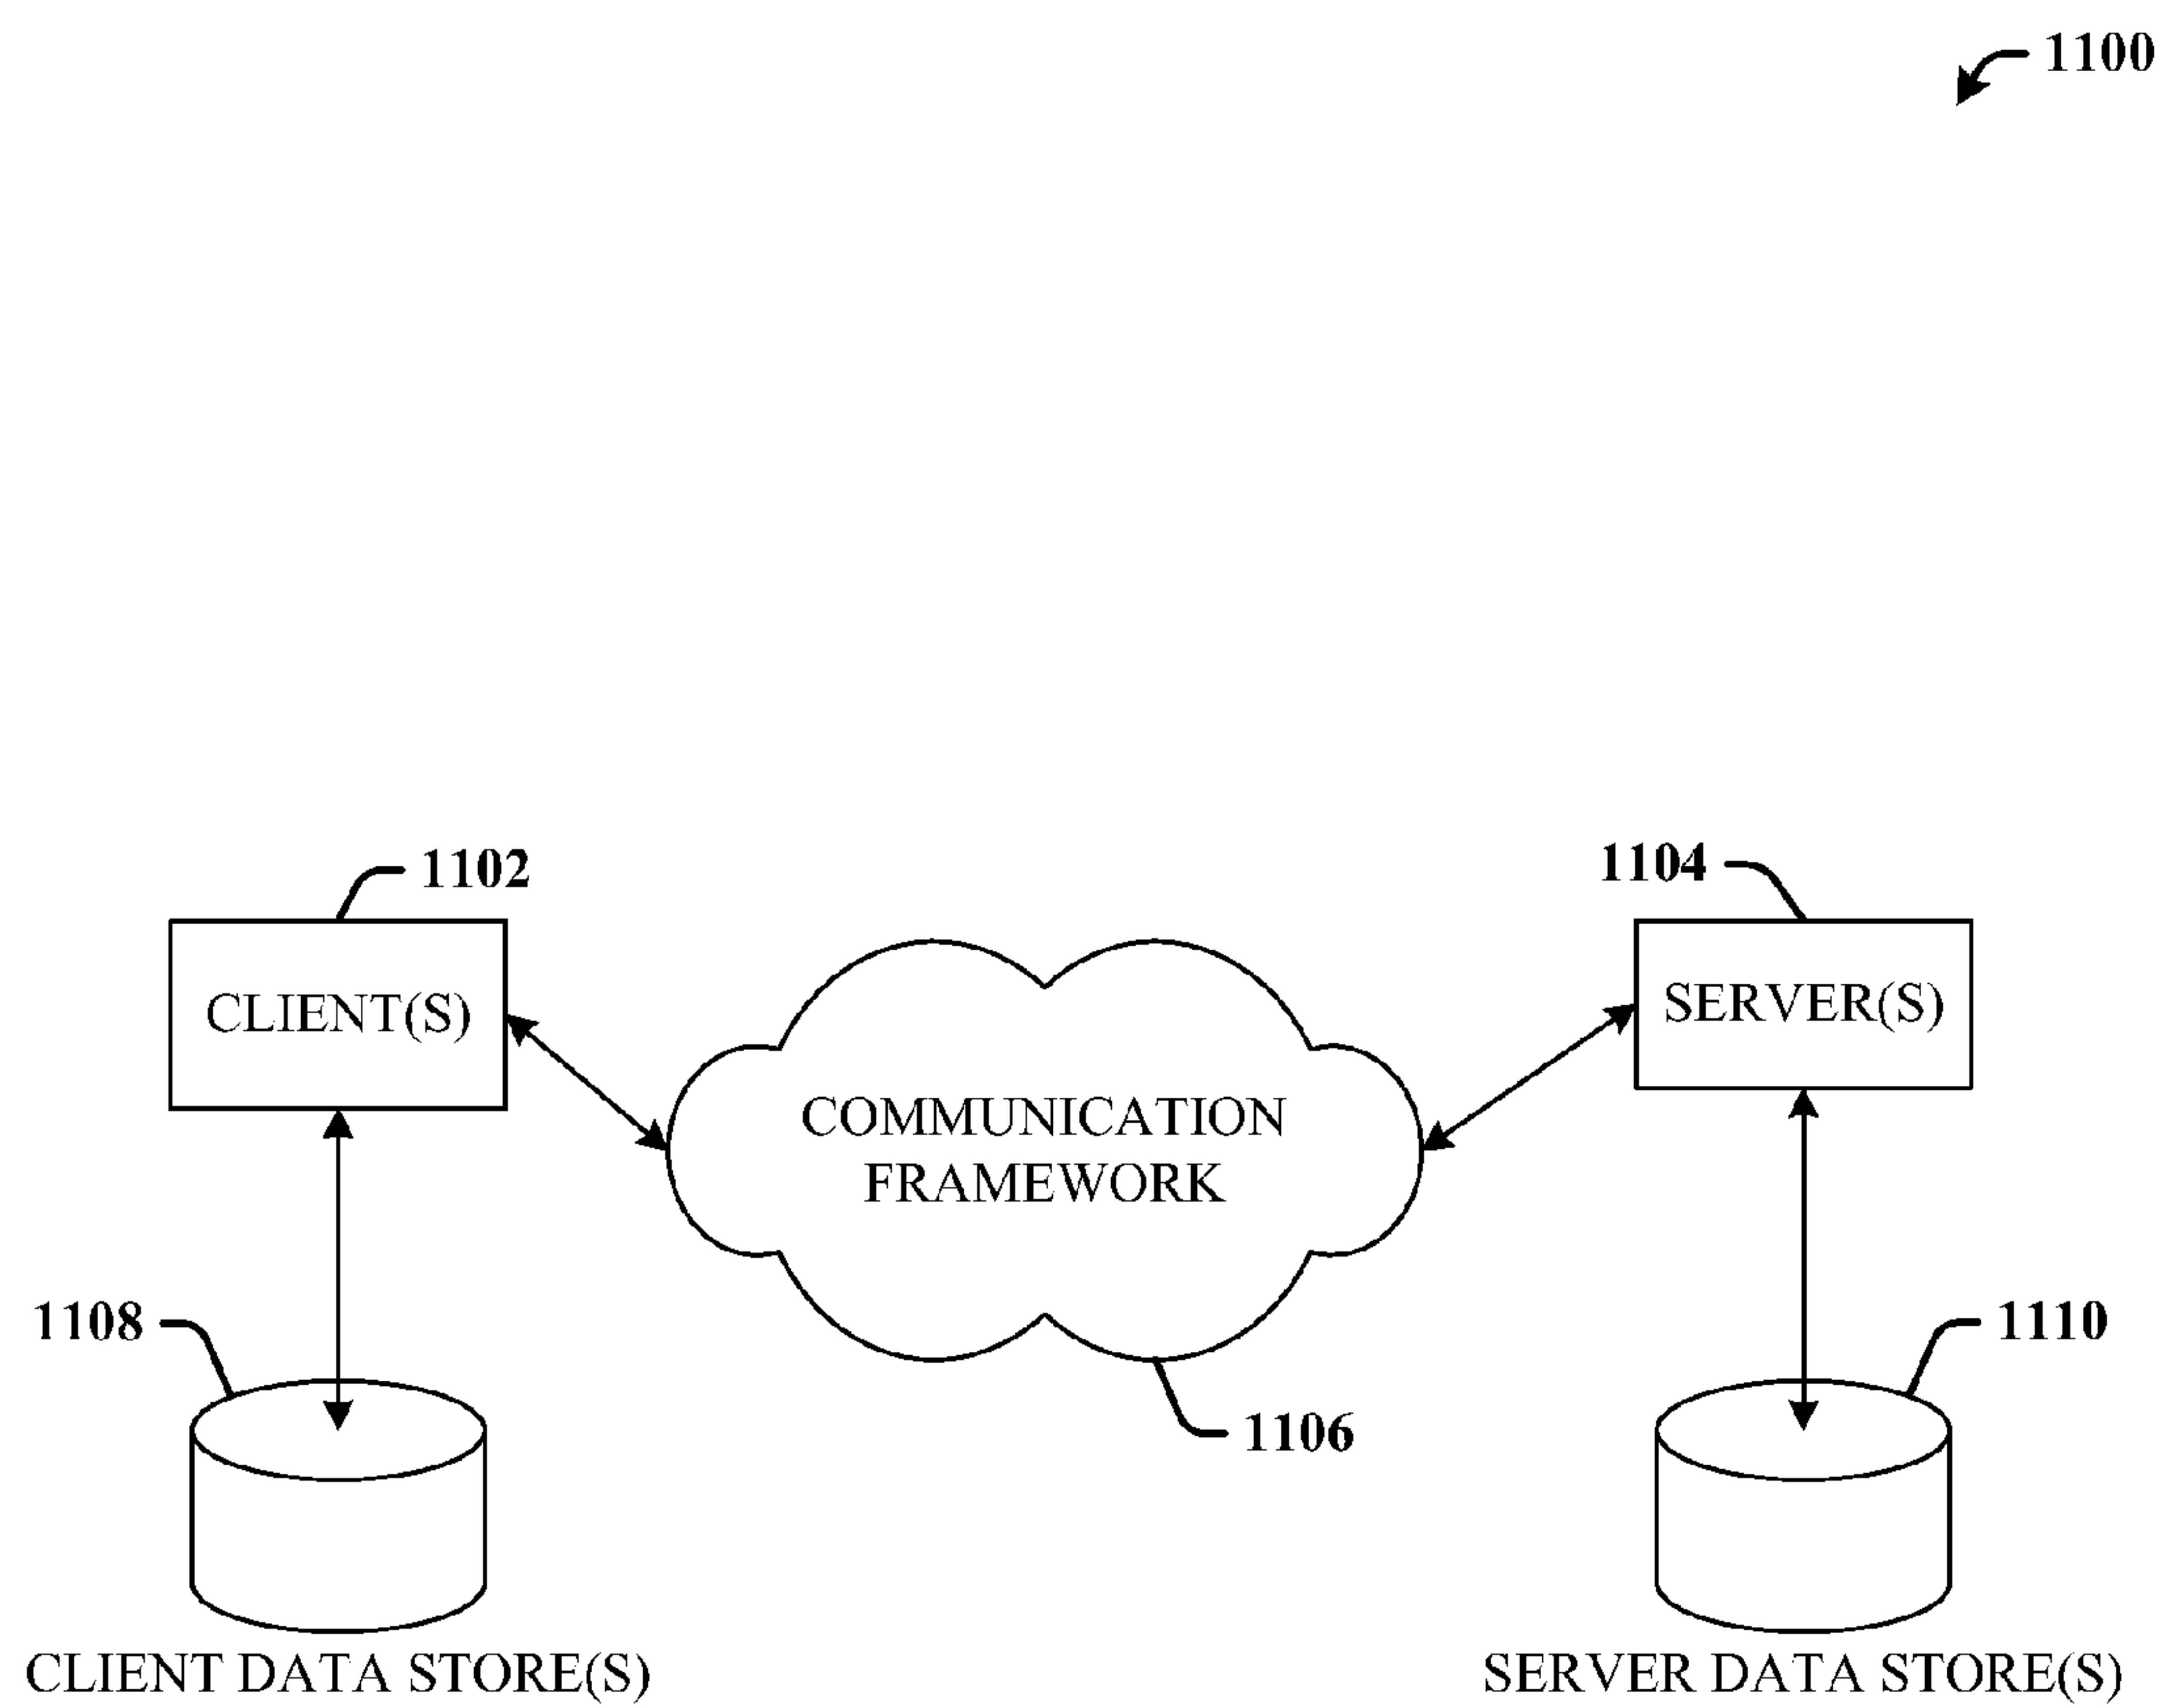 1100
1102
1104
CLIENT(S)
SERVER(S)
COMMUNICATION
FRAMEWORK
1108
1110
1106
CLIENT DATA STORE(S)
SERVER DATA STORE(S)